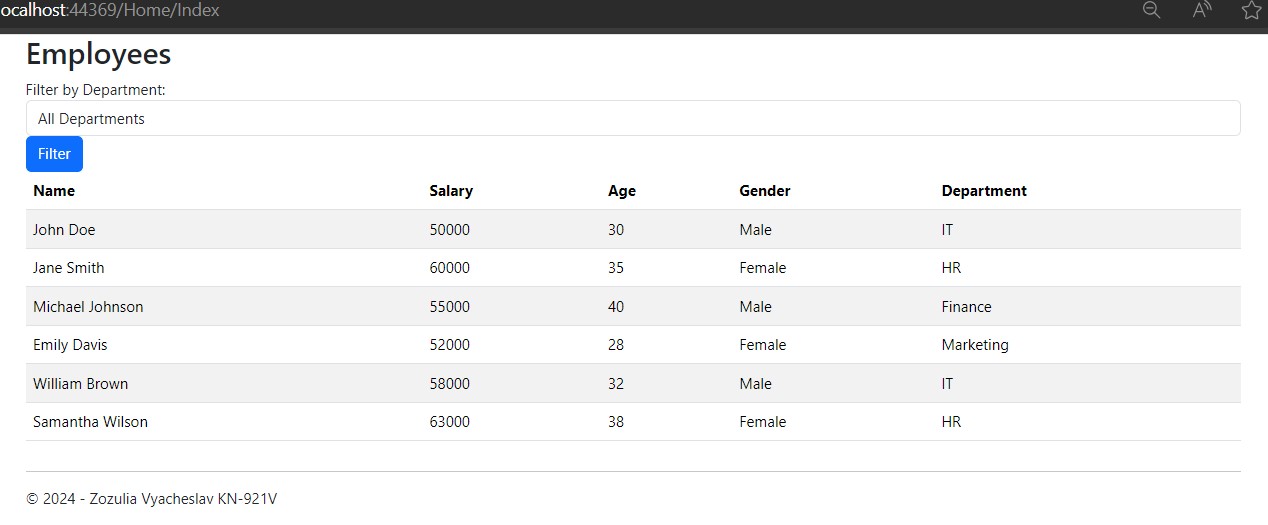 ocalhost:44369/Home/Index
Employees
Filter by Department:
All Departments
Filter
Name Salary Age Gender Department
John Doe 50000 30 Male IT
Jane Smith 60000 35 Female HR
Michael Johnson 55000 40 Male Finance
Emily Davis 52000 28 Female Marketing
William Brown 58000 32 Male IT
Samantha Wilson 63000 38 Female HR
© 2024 - Zozulia Vyacheslav KN-921V